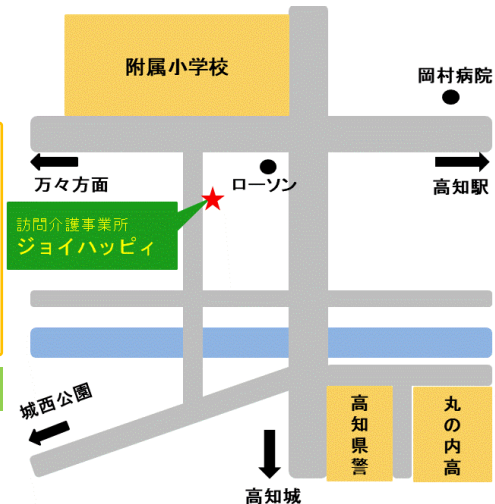 附属小学校
岡村病院
万々方面
ローソン
高知駅
訪問介護事業所
ジョイハッピィ
城西公園
高知県警
丸の内高
高知城